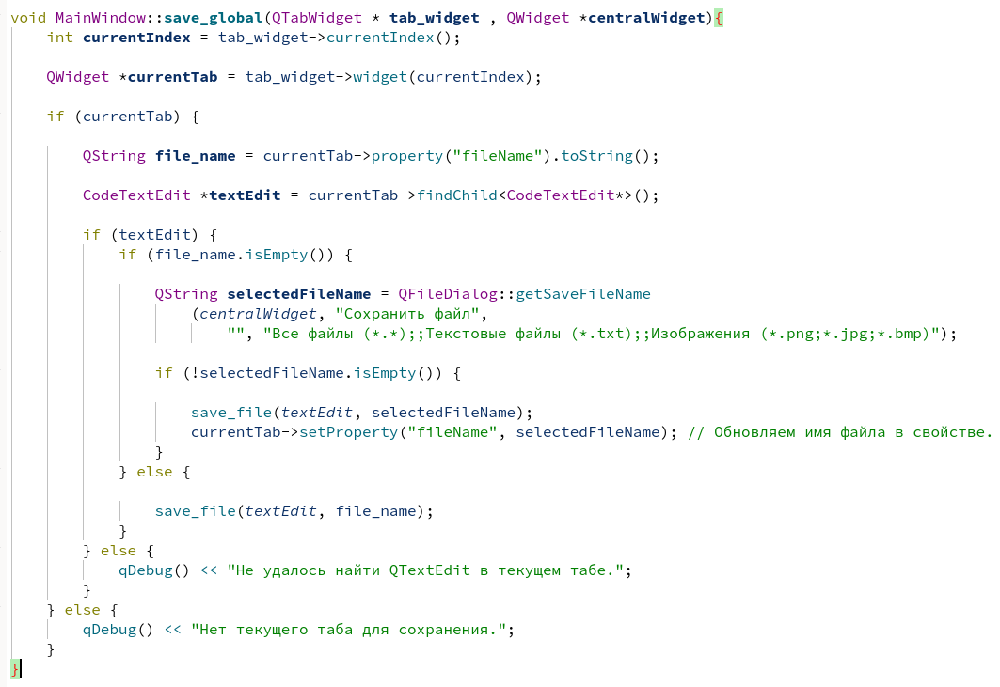 void MainWindow::save_global(QTabWidget * tab_widget , QWidget *centralWidget){
    int currentIndex = tab_widget->currentIndex();
    QWidget *currentTab = tab_widget->widget(currentIndex);
    if (currentTab) {
        QString file_name = currentTab->property("fileName").toString();
        CodeTextEdit *textEdit = currentTab->findChild<CodeTextEdit*>();
        if (textEdit) {
            if (file_name.isEmpty()) {
                QString selectedFileName = QFileDialog::getSaveFileName
                    (centralWidget, "Сохранить файл",
                        "", "Все файлы (*.*);;Текстовые файлы (*.txt);;Изображения (*.png;*.jpg;*.bmp)");
                if (!selectedFileName.isEmpty()) {
                    save_file(textEdit, selectedFileName);
                    currentTab->setProperty("fileName", selectedFileName); // Обновляем имя файла в свойстве.
                }
            } else {
                save_file(textEdit, file_name);
            }
        } else {
            qDebug() << "Не удалось найти QTextEdit в текущем табе.";
        }
    } else {
        qDebug() << "Нет текущего таба для сохранения.";
    }
}